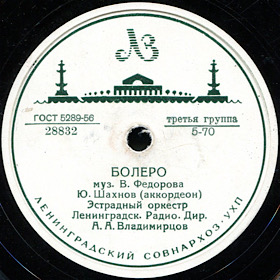 ЛЗ
ГОСТ 5289-56
28832
третья группа
5-70
БОЛЕРО
муз. В. Федорова
Ю. Шахнов (аккордеон)
Эстрадный оркестр
Ленинградск. Радио. Дир.
А. А. Владимирцов
ЛЕНИНГРАДСКИЙ СОВНАРХОЗ-УХП